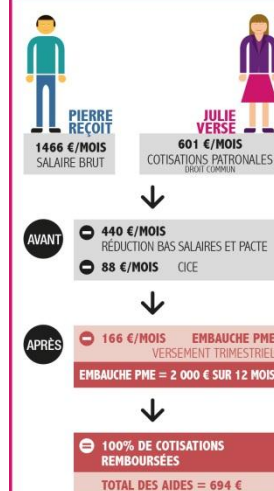 PIERRE
REÇOIT
1466 €/MOIS
SALAIRE BRUT
JULIE
VERSE
601 €/MOIS
COTISATIONS PATRONALES
DROIT COMMUN
AVANT
440 €/MOIS
RÉDUCTION BAS SALAIRES ET PACTE
88 €/MOIS CICE
APRÈS
166 €/MOIS EMBAUCHE PME
VERSEMENT TRIMESTRIEL
EMBAUCHE PME = 2 000 € SUR 12 MOIS
100% DE COTISATIONS
REMBOURSÉES
TOTAL DES AIDES = 694 €